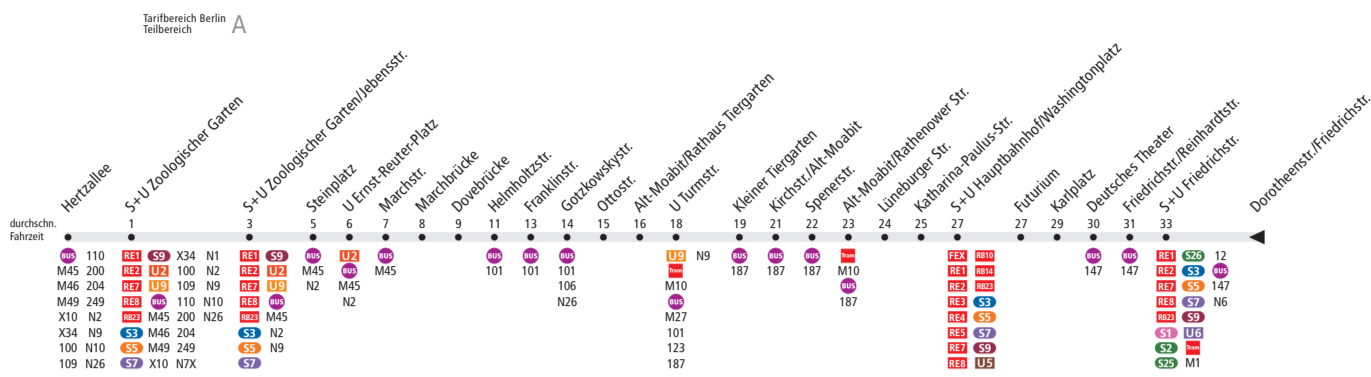 Tarifbereich Berlin
Teilbereich
A
Hertzallee
S+U Zoologischer Garten
S+U Zoologischer Garten/Jebensstr.
Steinplatz
U Ernst-Reuter-Platz
Marchstr.
Marchbrücke
Dovebrücke
Helmholtzstr.
Franklinstr.
Gotzkowskystr.
Ottostr.
Alt-Moabit/Rathaus Tiergarten
U Turmstr.
Kleiner Tiergarten
Kirchstr./Alt-Moabit
Spenerstr.
Alt-Moabit/Rathenower Str.
Lüneburger Str.
Katharina-Paulus-Str.
S+U Hauptbahnhof/Washingtonplatz
Futurium
Karlplatz
Deutsches Theater
Friedrichstr./Reinhardtstr.
S+U Friedrichstr.
Dorotheenstr./Friedrichstr.
durchschn. 1 3 5 6 7 8 9 11 13 14 15 16 18 19 21 22 23 24 25 27 27 29 30 31 33
Fahrzeit
BUS 110 RE1 S9 X34 N1 RE1 S9 BUS U2 BUS BUS BUS BUS U9 N9 BUS BUS BUS Tram FEX RB10 BUS BUS RE1 S26 12
M45 200 RE2 U2 100 N2 RE2 U2 M45 BUS M45 101 101 101 Tram 187 187 187 M10 RE1 RB14 147 147 RE2 S3 BUS
M46 204 RE7 U9 109 N9 RE7 U9 N2 M45 106 M10 BUS RE2 RB23 RE7 S5 147
M49 249 RE8 BUS 110 N10 RE8 BUS N2 N26 BUS 187 RE3 S3 RE8 S7 N6
X10 N2 RB23 M45 200 N26 RB23 M45 M27 RE4 S5 RB23 S9
X34 N9 S3 M46 204 S3 N2 101 RE5 S7 S1 U6
100 N10 S5 M49 249 S5 N9 123 RE7 S9 S2 Tram
109 N26 S7 X10 N7X S7 187 RE8 U5 S25 M1